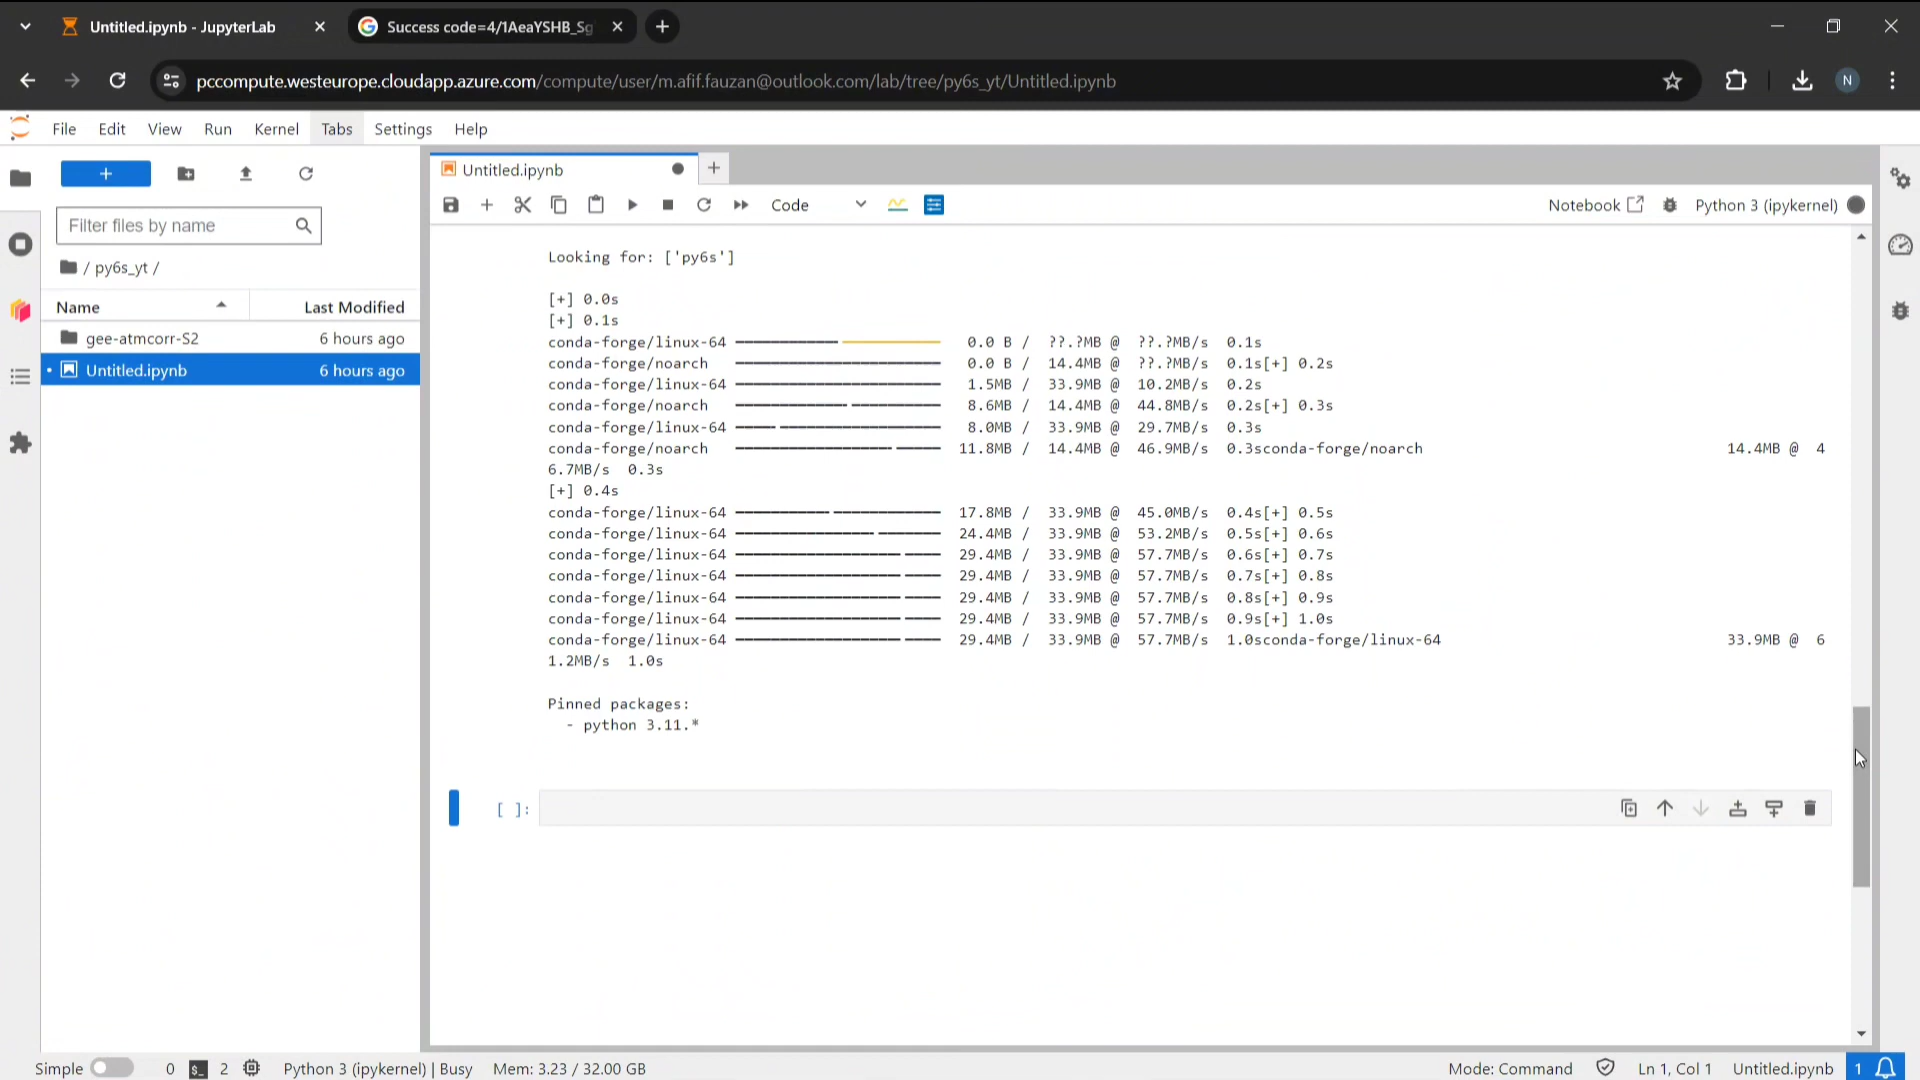 Untitled.ipynb - JupyterLab
Success code=4/1AeaYSHB_Sg
pccompute.westeurope.cloudapp.azure.com/compute/user/m.afif.fauzan@outlook.com/lab/tree/py6s_yt/Untitled.ipynb
N
File Edit View Run Kernel Tabs Settings Help
Untitled.ipynb
Code
Notebook
Python 3 (ipykernel)
Filter files by name
/ py6s_yt /
Name Last Modified
gee-atmcorr-S2 6 hours ago
Untitled.ipynb 6 hours ago
Looking for: ['py6s']
[+] 0.0s
[+] 0.1s
conda-forge/linux-64 0.0 B / ??.?MB @ ??.?MB/s 0.1s
conda-forge/noarch 0.0 B / 14.4MB @ ??.?MB/s 0.1s[+] 0.2s
conda-forge/linux-64 1.5MB / 33.9MB @ 10.2MB/s 0.2s
conda-forge/noarch 8.6MB / 14.4MB @ 44.8MB/s 0.2s[+] 0.3s
conda-forge/linux-64 8.0MB / 33.9MB @ 29.7MB/s 0.3s
conda-forge/noarch 11.8MB / 14.4MB @ 46.9MB/s 0.3sconda-forge/noarch 14.4MB @ 4
6.7MB/s 0.3s
[+] 0.4s
conda-forge/linux-64 17.8MB / 33.9MB @ 45.0MB/s 0.4s[+] 0.5s
conda-forge/linux-64 24.4MB / 33.9MB @ 53.2MB/s 0.5s[+] 0.6s
conda-forge/linux-64 29.4MB / 33.9MB @ 57.7MB/s 0.6s[+] 0.7s
conda-forge/linux-64 29.4MB / 33.9MB @ 57.7MB/s 0.7s[+] 0.8s
conda-forge/linux-64 29.4MB / 33.9MB @ 57.7MB/s 0.8s[+] 0.9s
conda-forge/linux-64 29.4MB / 33.9MB @ 57.7MB/s 0.9s[+] 1.0s
conda-forge/linux-64 29.4MB / 33.9MB @ 57.7MB/s 1.0sconda-forge/linux-64 33.9MB @ 6
1.2MB/s 1.0s
Pinned packages:
- python 3.11.*
[ ]:
Simple 0 $_ 2 Python 3 (ipykernel) | Busy Mem: 3.23 / 32.00 GB Mode: Command Ln 1, Col 1 Untitled.ipynb 1